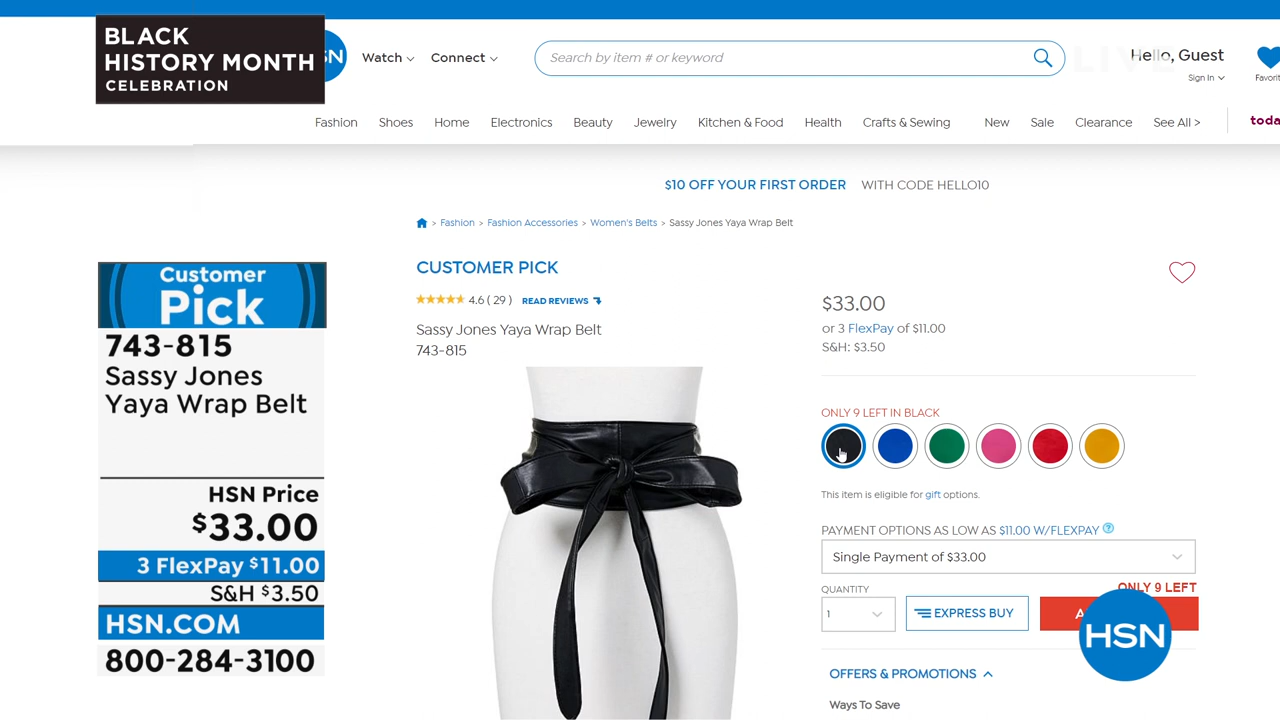 BLACK
HISTORY MONTH
CELEBRATION
SN
Watch
Connect
Search by item # or keyword
LIVE
Hello, Guest
Sign In
Favorit
Fashion Shoes Home Electronics Beauty Jewelry Kitchen & Food Health Crafts & Sewing New Sale Clearance See All >
toda
$10 OFF YOUR FIRST ORDER WITH CODE HELLO10
> Fashion > Fashion Accessories > Women's Belts > Sassy Jones Yaya Wrap Belt
CUSTOMER PICK
4.6 ( 29 ) READ REVIEWS
Sassy Jones Yaya Wrap Belt
743-815
Customer
Pick
743-815
Sassy Jones
Yaya Wrap Belt
HSN Price
$33.00
3 FlexPay $11.00
S&H $3.50
HSN.COM
800-284-3100
$33.00
or 3 FlexPay of $11.00
S&H: $3.50
ONLY 9 LEFT IN BLACK
This item is eligible for gift options.
PAYMENT OPTIONS AS LOW AS $11.00 W/FLEXPAY ?
Single Payment of $33.00
QUANTITY
ONLY 9 LEFT
1
EXPRESS BUY
A
HSN
OFFERS & PROMOTIONS
Ways To Save